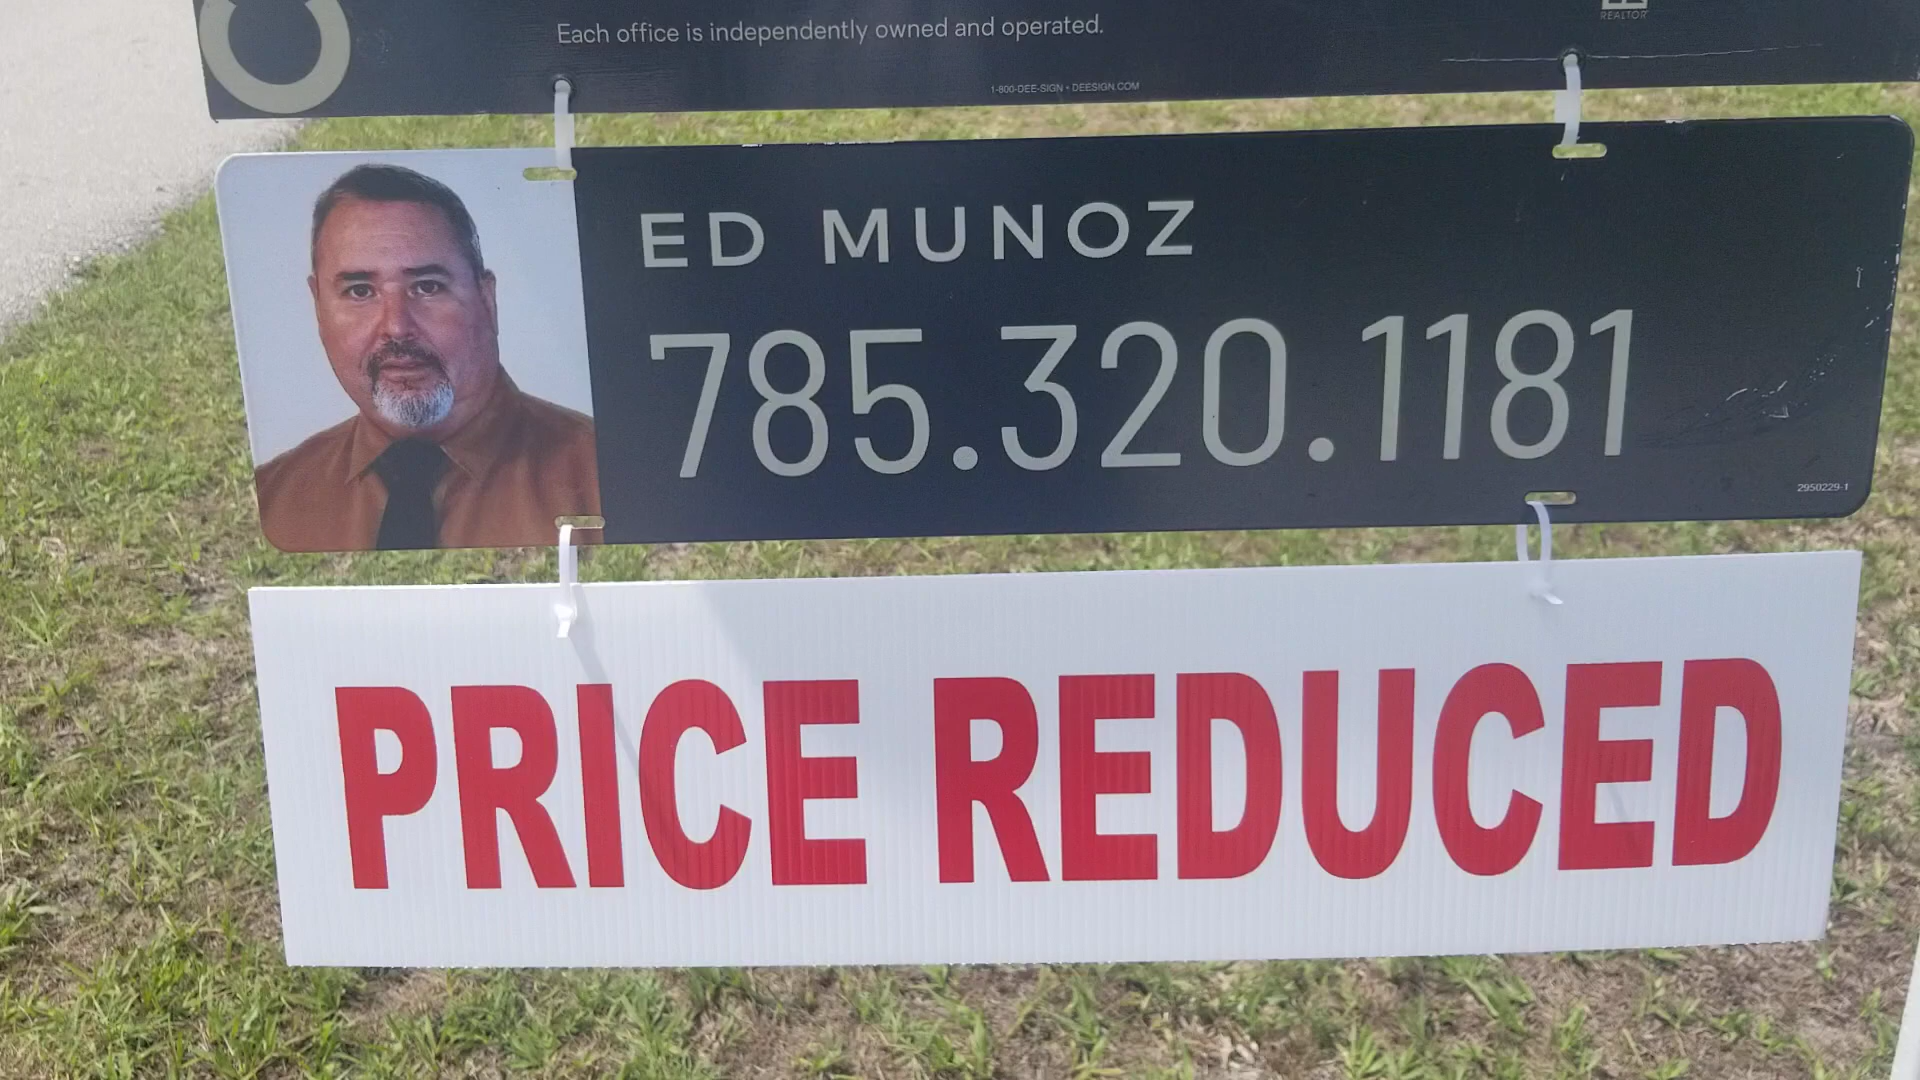 Each office is independently owned and operated.
REALTOR
1-800-DEE-SIGN • DEESIGN.COM
ED MUNOZ
785.320.1181
2950229-1
PRICE REDUCED